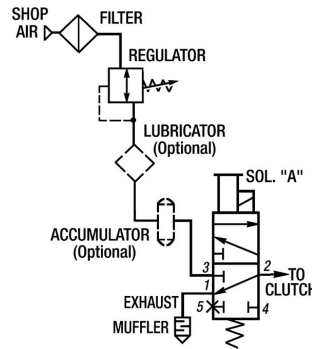 SHOP
AIR
FILTER
REGULATOR
LUBRICATOR
(Optional)
SOL. "A"
ACCUMULATOR
(Optional)
3
2
TO
CLUTCH
1
EXHAUST
5
4
MUFFLER